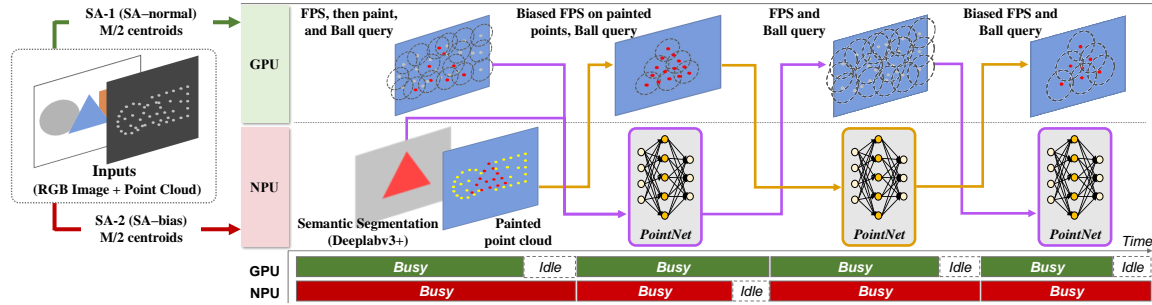 SA-1 (SA–normal)
M/2 centroids
Inputs
(RGB Image + Point Cloud)
SA-2 (SA–bias)
M/2 centroids
GPU
NPU
FPS, then paint,
and Ball query
Biased FPS on painted
points, Ball query
FPS and
Ball query
Biased FPS and
Ball query
Semantic Segmentation
(Deeplabv3+)
Painted
point cloud
PointNet
PointNet
PointNet
Time
GPU
Busy
Idle
Busy
Busy
Idle
Busy
Idle
NPU
Busy
Busy
Idle
Busy
Busy